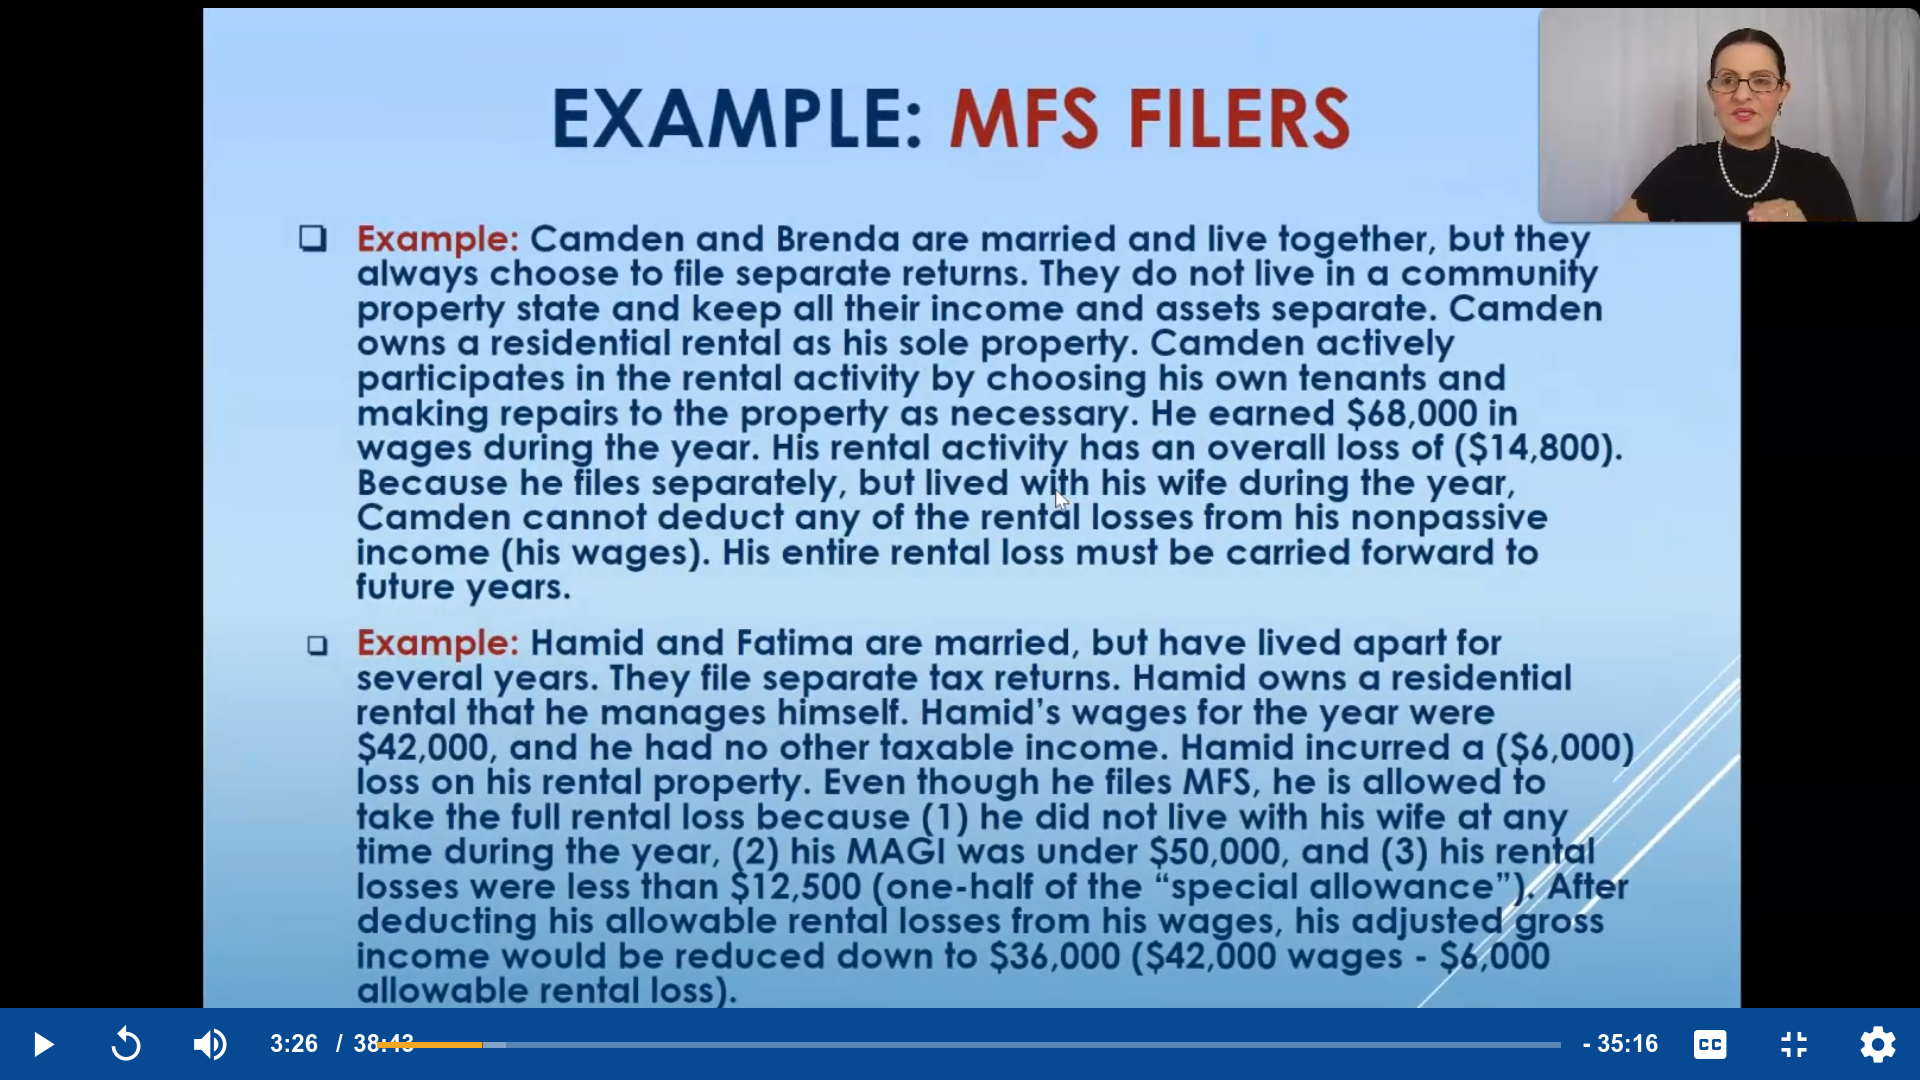 EXAMPLE: MFS FILERS
Example: Camden and Brenda are married and live together, but they
always choose to file separate returns. They do not live in a community
property state and keep all their income and assets separate. Camden
owns a residential rental as his sole property. Camden actively
participates in the rental activity by choosing his own tenants and
making repairs to the property as necessary. He earned $68,000 in
wages during the year. His rental activity has an overall loss of ($14,800).
Because he files separately, but lived with his wife during the year,
Camden cannot deduct any of the rental losses from his nonpassive
income (his wages). His entire rental loss must be carried forward to
future years.
Example: Hamid and Fatima are married, but have lived apart for
several years. They file separate tax returns. Hamid owns a residential
rental that he manages himself. Hamid’s wages for the year were
$42,000, and he had no other taxable income. Hamid incurred a ($6,000)
loss on his rental property. Even though he files MFS, he is allowed to
take the full rental loss because (1) he did not live with his wife at any
time during the year, (2) his MAGI was under $50,000, and (3) his rental
losses were less than $12,500 (one-half of the “special allowance”). After
deducting his allowable rental losses from his wages, his adjusted gross
income would be reduced down to $36,000 ($42,000 wages - $6,000
allowable rental loss).
3:26 / 38:43 - 35:16 CC